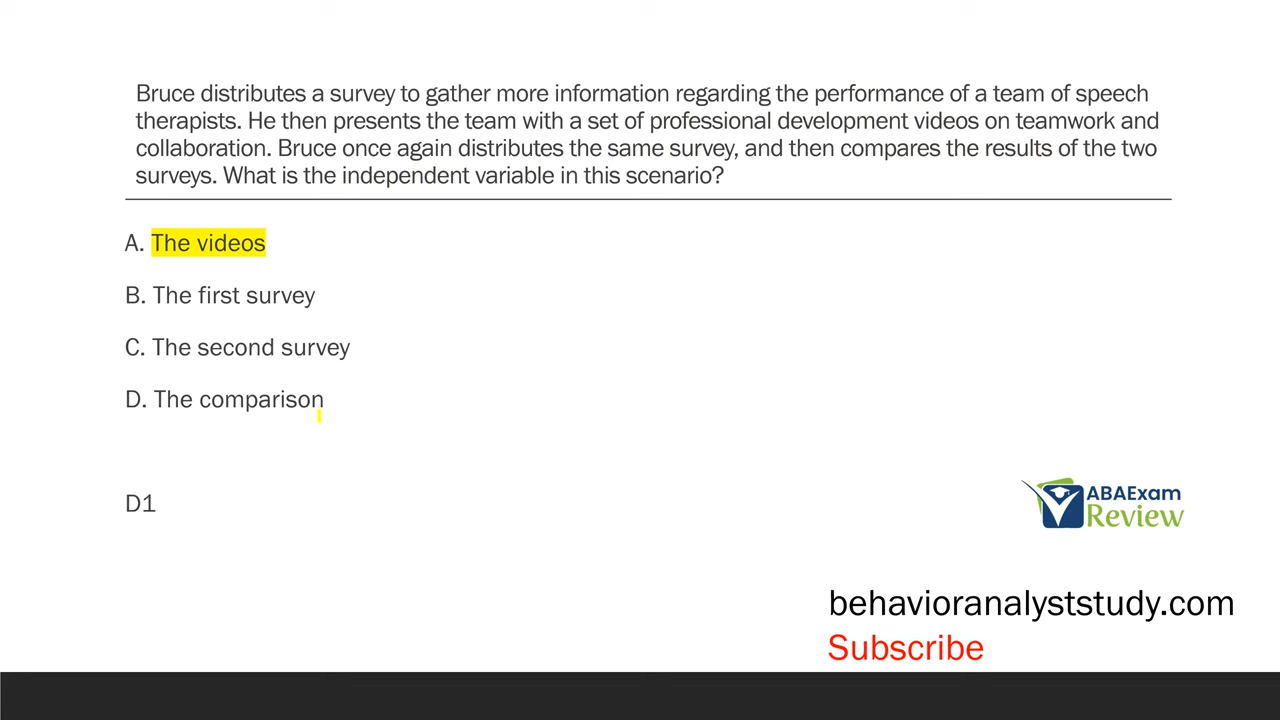 Bruce distributes a survey to gather more information regarding the performance of a team of speech
therapists. He then presents the team with a set of professional development videos on teamwork and
collaboration. Bruce once again distributes the same survey, and then compares the results of the two
surveys. What is the independent variable in this scenario?
A. The videos
B. The first survey
C. The second survey
D. The comparison
D1
ABAExam
Review
behavioranalyststudy.com
Subscribe